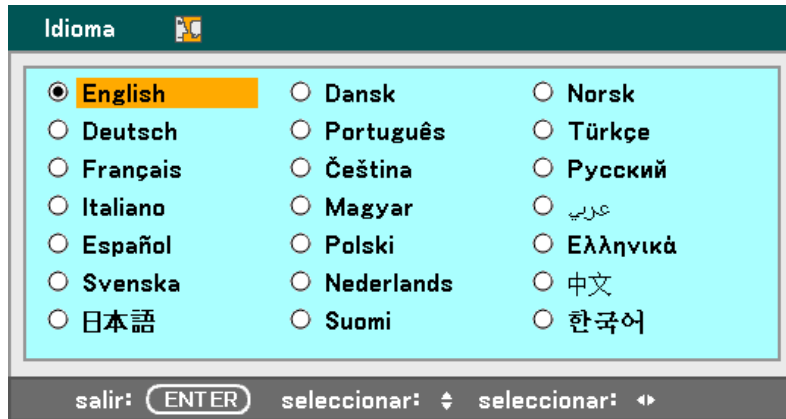 Idioma
English Dansk Norsk
Deutsch Português Türkçe
Français Čeština Русский
Italiano Magyar عربي
Español Polski Ελληνικά
Svenska Nederlands 中文
日本語 Suomi 한국어
salir: ENTER seleccionar: seleccionar: